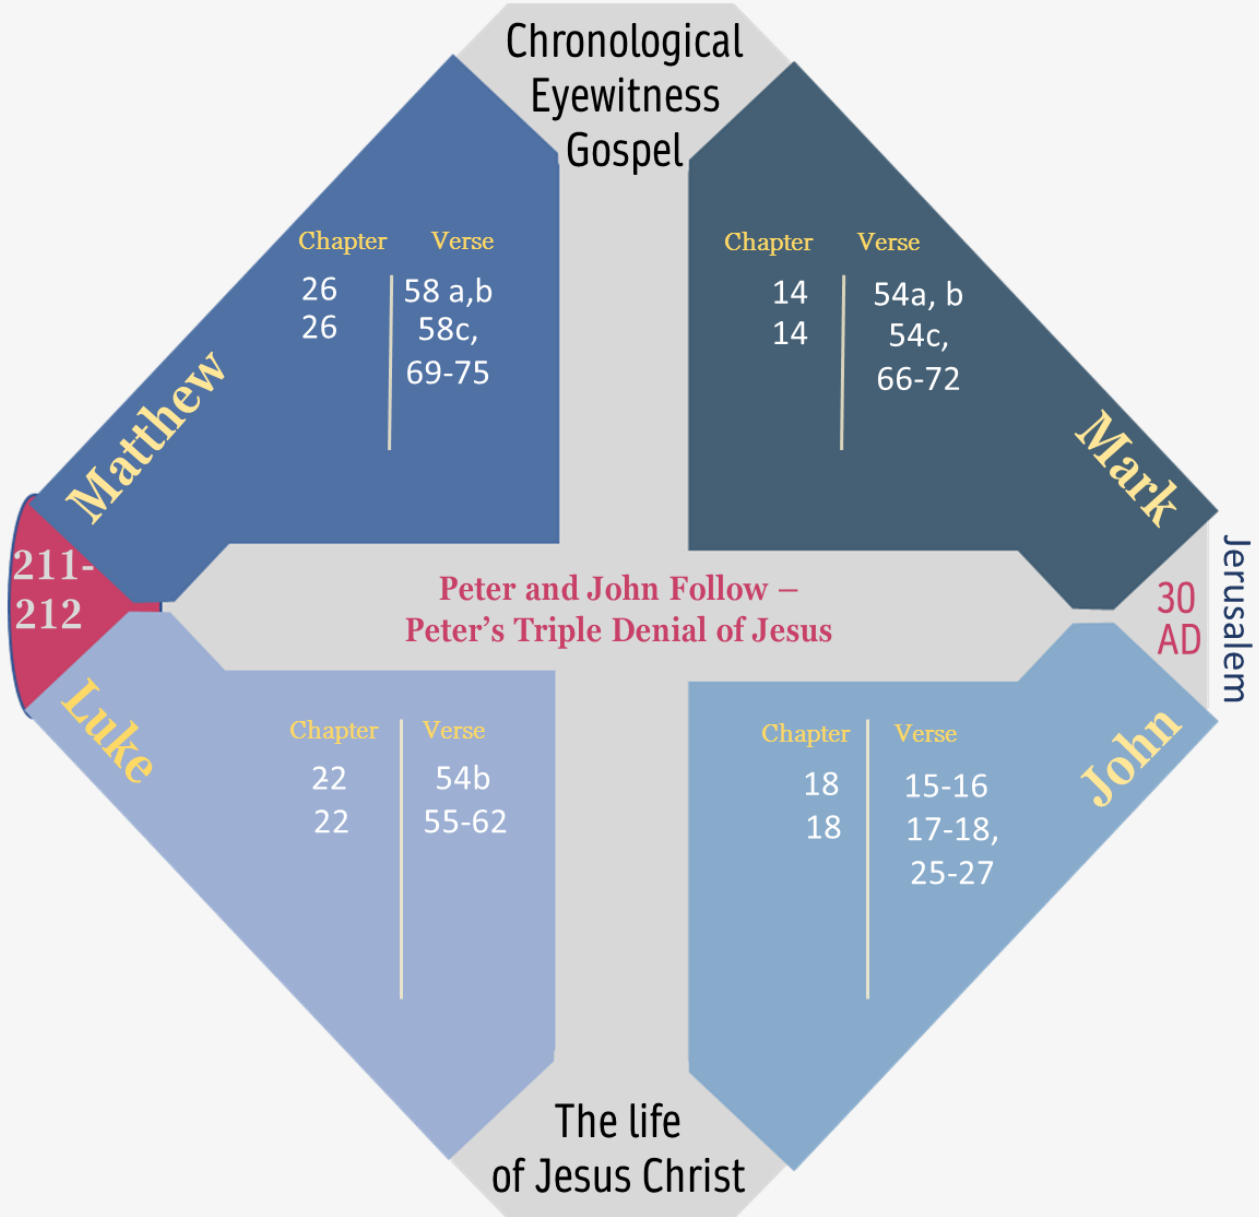 Chronological
Eyewitness
Gospel
Matthew
Chapter Verse
26 58 a,b
26 58c,
69-75
Mark
Chapter Verse
14 54a, b
14 54c,
66-72
211-
212
Peter and John Follow –
Peter’s Triple Denial of Jesus
30
AD
Jerusalem
Luke
Chapter Verse
22 54b
22 55-62
John
Chapter Verse
18 15-16
18 17-18,
25-27
The life
of Jesus Christ